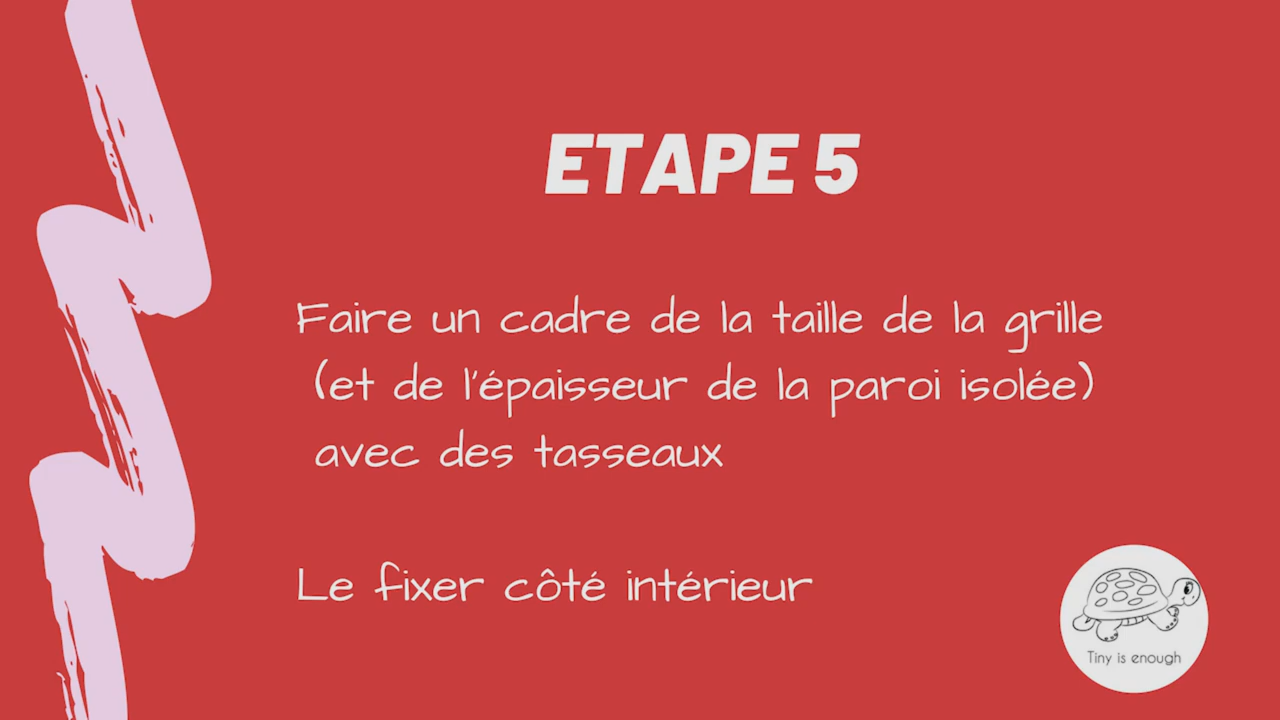 ETAPE 5
Faire un cadre de la taille de la grille
(et de l'épaisseur de la paroi isolée)
avec des tasseaux
Le fixer côté intérieur
Tiny is enough